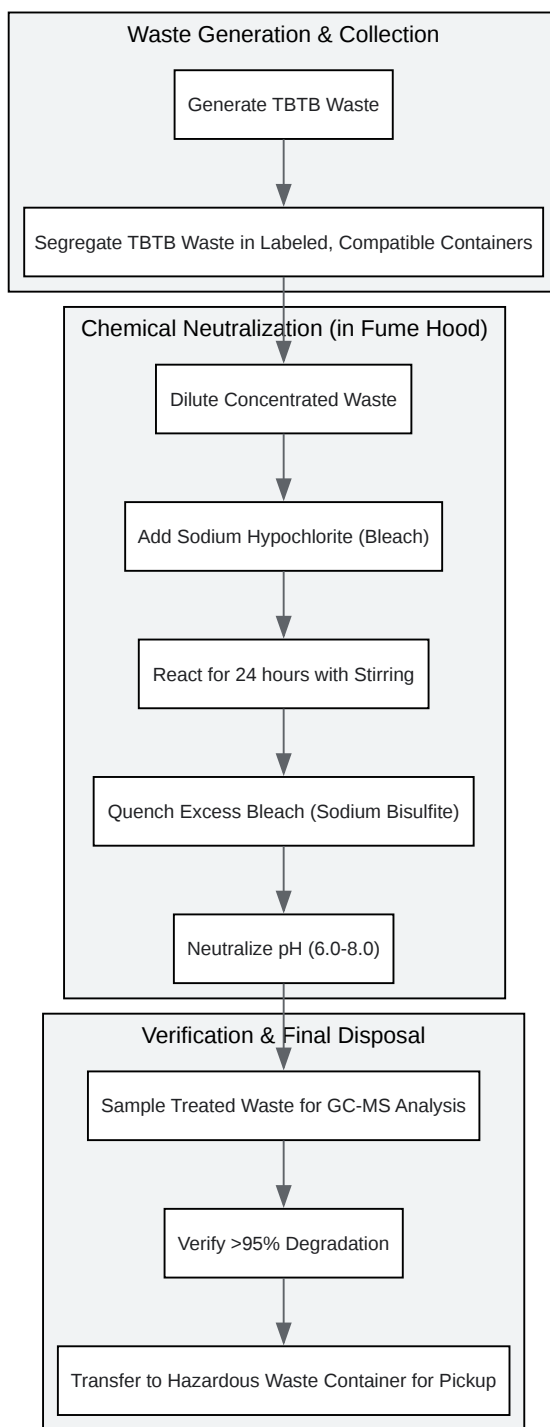 Waste Generation & Collection
Generate TBTB Waste
Segregate TBTB Waste in Labeled, Compatible Containers
Chemical Neutralization (in Fume Hood)
Dilute Concentrated Waste
Add Sodium Hypochlorite (Bleach)
React for 24 hours with Stirring
Quench Excess Bleach (Sodium Bisulfite)
Neutralize pH (6.0-8.0)
Verification & Final Disposal
Sample Treated Waste for GC-MS Analysis
Verify >95% Degradation
Transfer to Hazardous Waste Container for Pickup